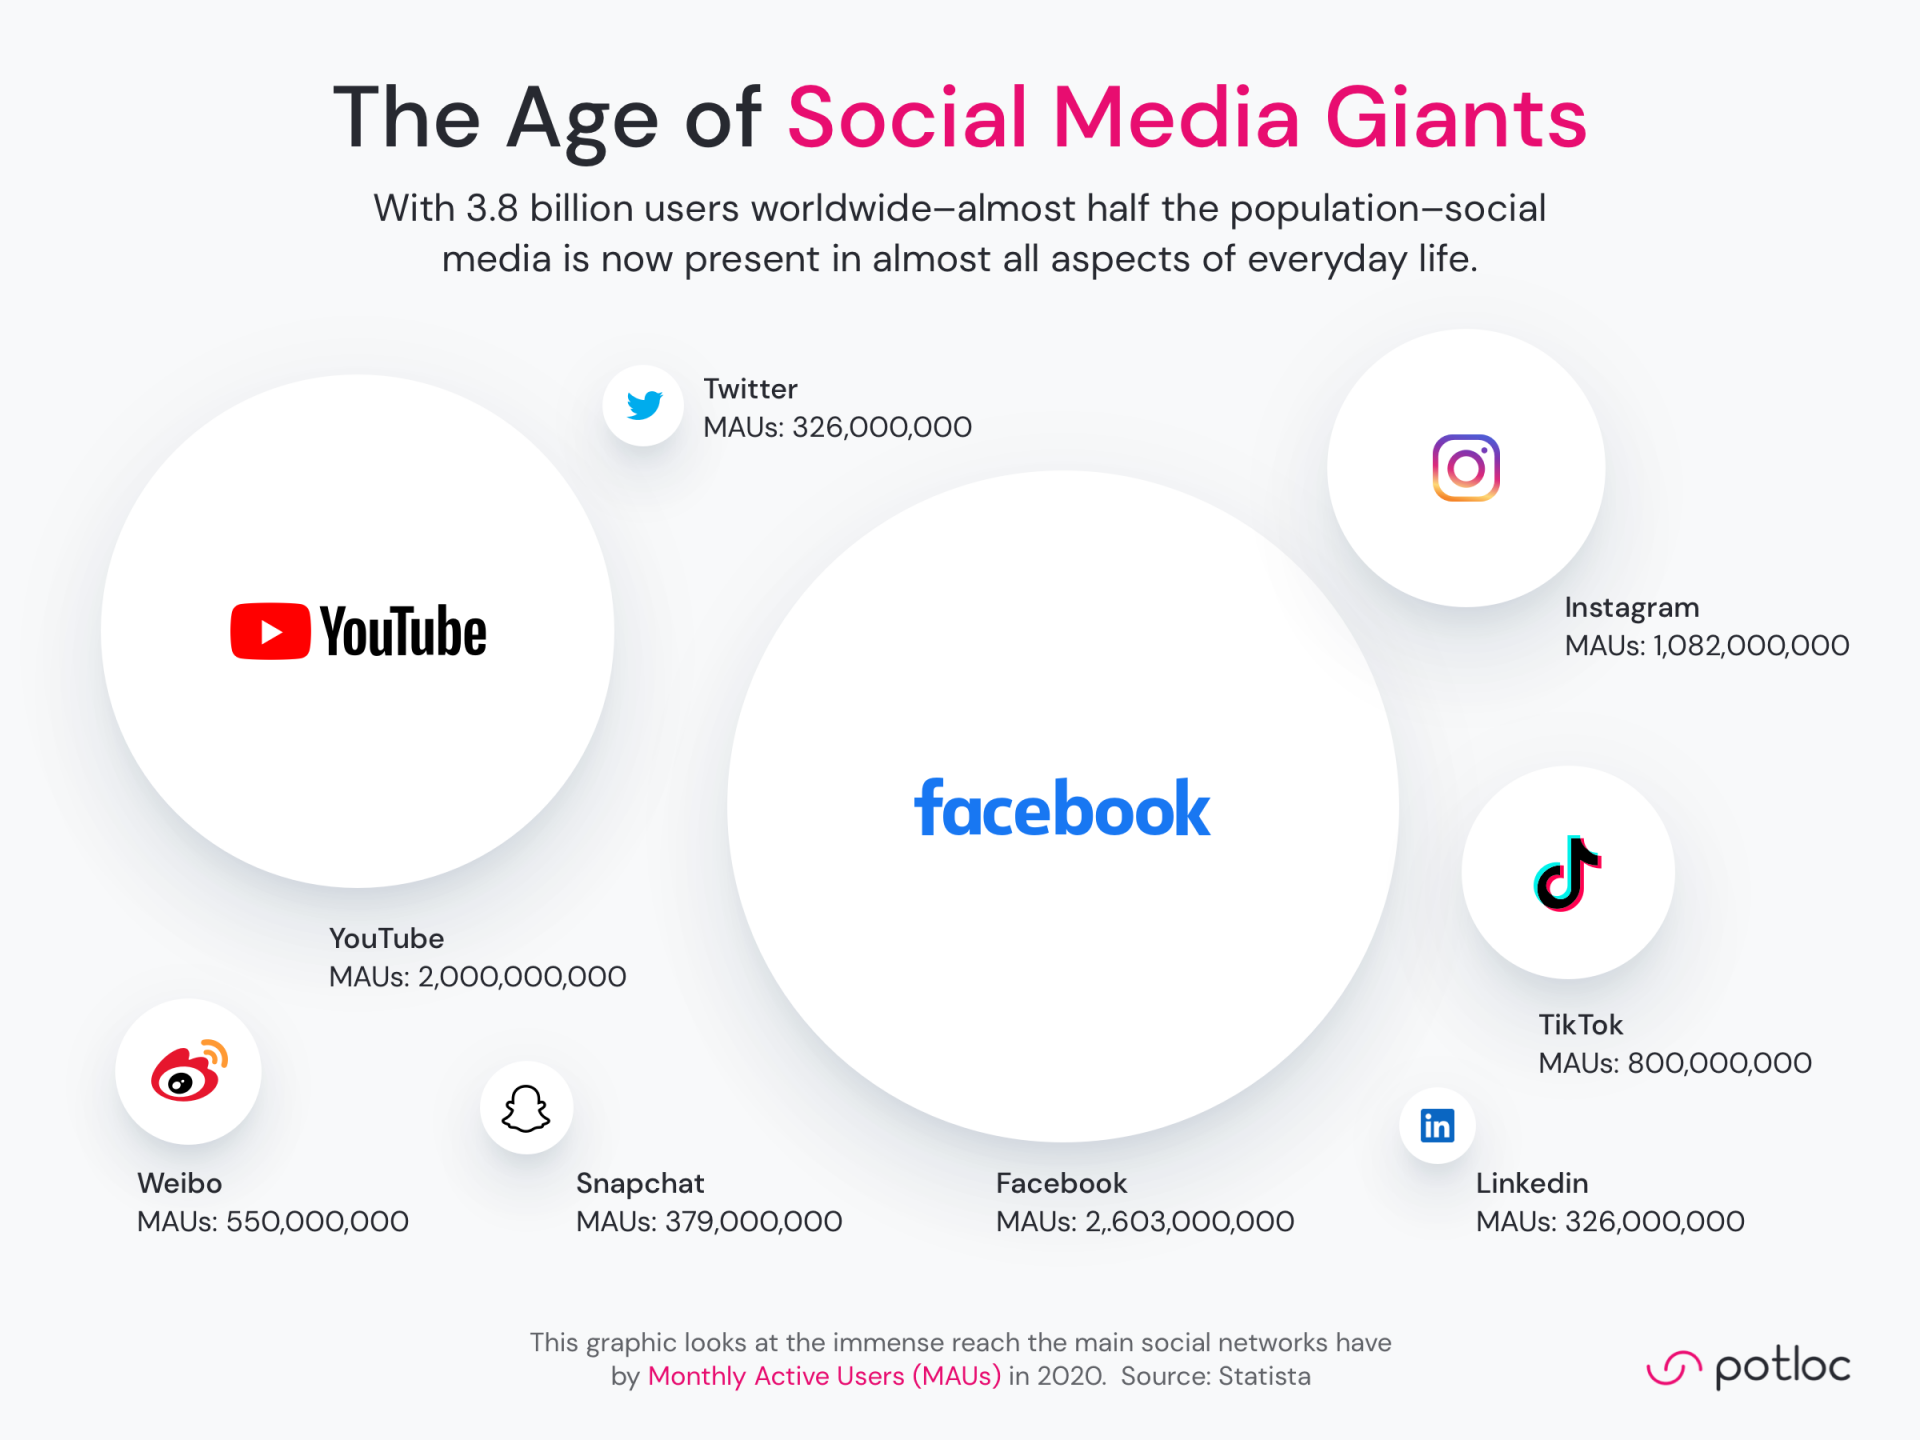 The Age of Social Media Giants
With 3.8 billion users worldwide–almost half the population–social
media is now present in almost all aspects of everyday life.
Twitter
MAUs: 326,000,000
YouTube
Instagram
MAUs: 1,082,000,000
facebook
YouTube
MAUs: 2,000,000,000
TikTok
MAUs: 800,000,000
in
Weibo
MAUs: 550,000,000
Snapchat
MAUs: 379,000,000
Facebook
MAUs: 2,.603,000,000
Linkedin
MAUs: 326,000,000
This graphic looks at the immense reach the main social networks have
by Monthly Active Users (MAUs) in 2020. Source: Statista
potloc